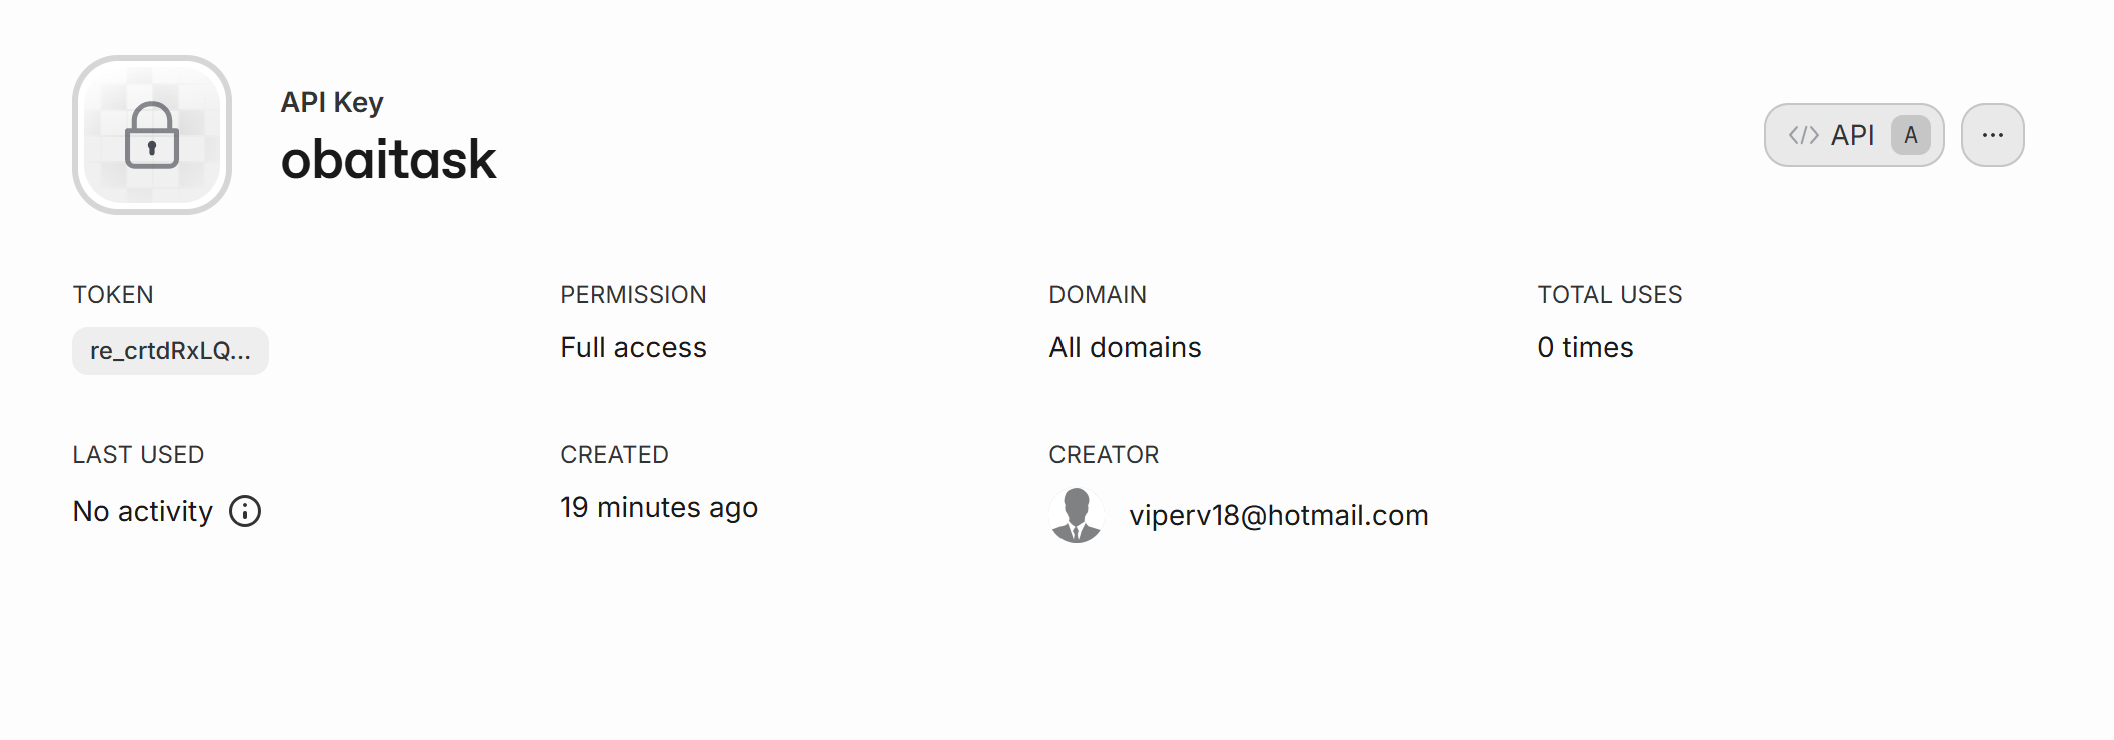 API Key
obaitask
</> API A
...
TOKEN
PERMISSION
DOMAIN
TOTAL USES
re_crtdRxLQ...
Full access
All domains
0 times
LAST USED
CREATED
CREATOR
No activity
19 minutes ago
viperv18@hotmail.com